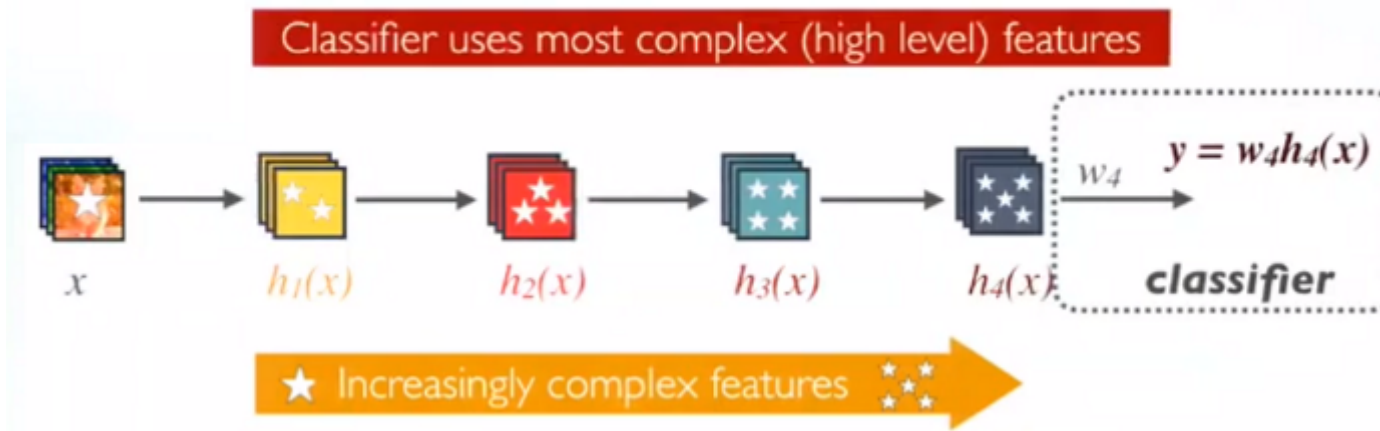 Classifier uses most complex (high level) features
y = w₄h₄(x)
w₄
x
h₁(x)
h₂(x)
h₃(x)
h₄(x)
classifier
Increasingly complex features